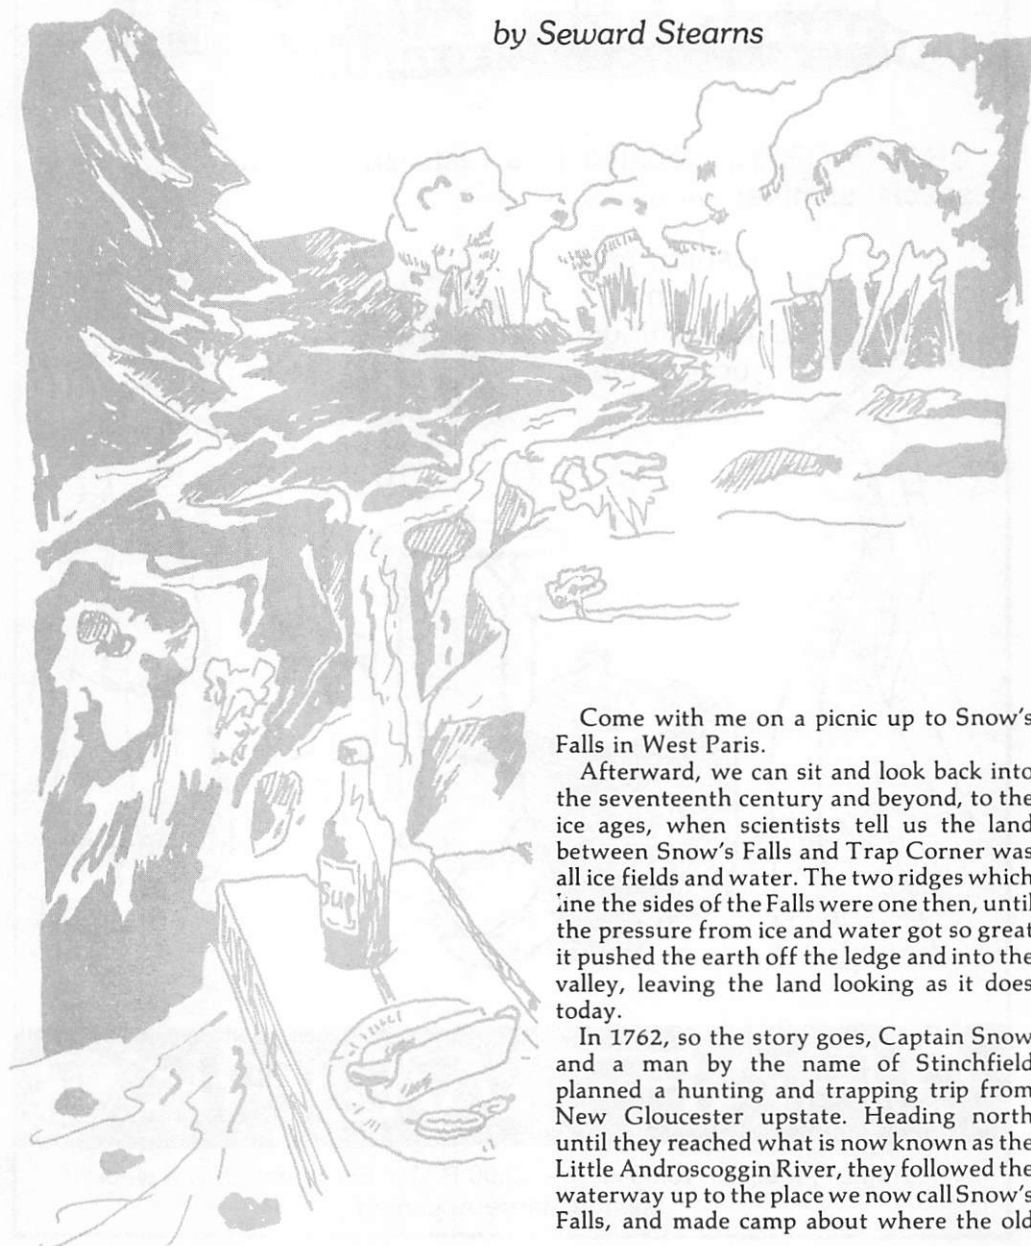 by Seward Stearns
Sup
Come with me on a picnic up to Snow's
Falls in West Paris.
Afterward, we can sit and look back into
the seventeenth century and beyond, to the
ice ages, when scientists tell us the land
between Snow's Falls and Trap Corner was
all ice fields and water. The two ridges which
line the sides of the Falls were one then, until
the pressure from ice and water got so great
it pushed the earth off the ledge and into the
valley, leaving the land looking as it does
today.
In 1762, so the story goes, Captain Snow
and a man by the name of Stinchfield
planned a hunting and trapping trip from
New Gloucester upstate. Heading north
until they reached what is now known as the
Little Androscoggin River, they followed the
waterway up to the place we now call Snow's
Falls, and made camp about where the old